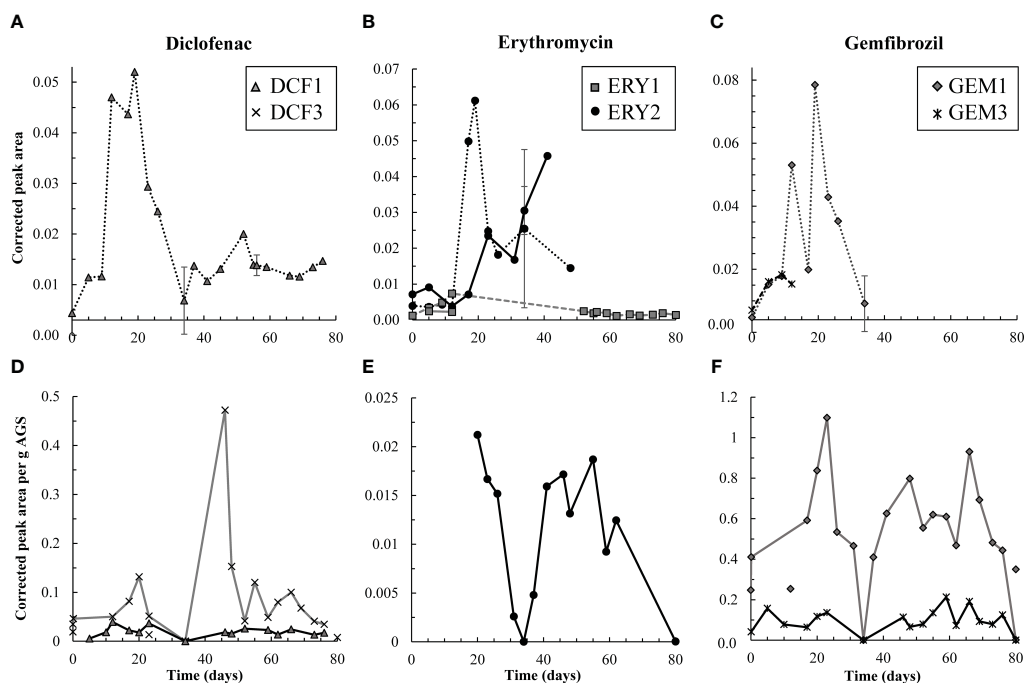 A
B
C
Diclofenac
Erythromycin
Gemfibrozil
Corrected peak area
0.05
0.04
0.03
0.02
0.01
0.00
DCF1
DCF3
0 20 40 60 80
0.07
0.06
0.05
0.04
0.03
0.02
0.01
0.00
ERY1
ERY2
0 20 40 60 80
0.08
0.06
0.04
0.02
0.00
GEM1
GEM3
0 20 40 60 80
D
E
F
Corrected peak area per g AGS
0.5
0.4
0.3
0.2
0.1
0
0 20 40 60 80
Time (days)
0.025
0.02
0.015
0.01
0.005
0
0 20 40 60 80
Time (days)
1.2
1
0.8
0.6
0.4
0.2
0.0
0 20 40 60 80
Time (days)